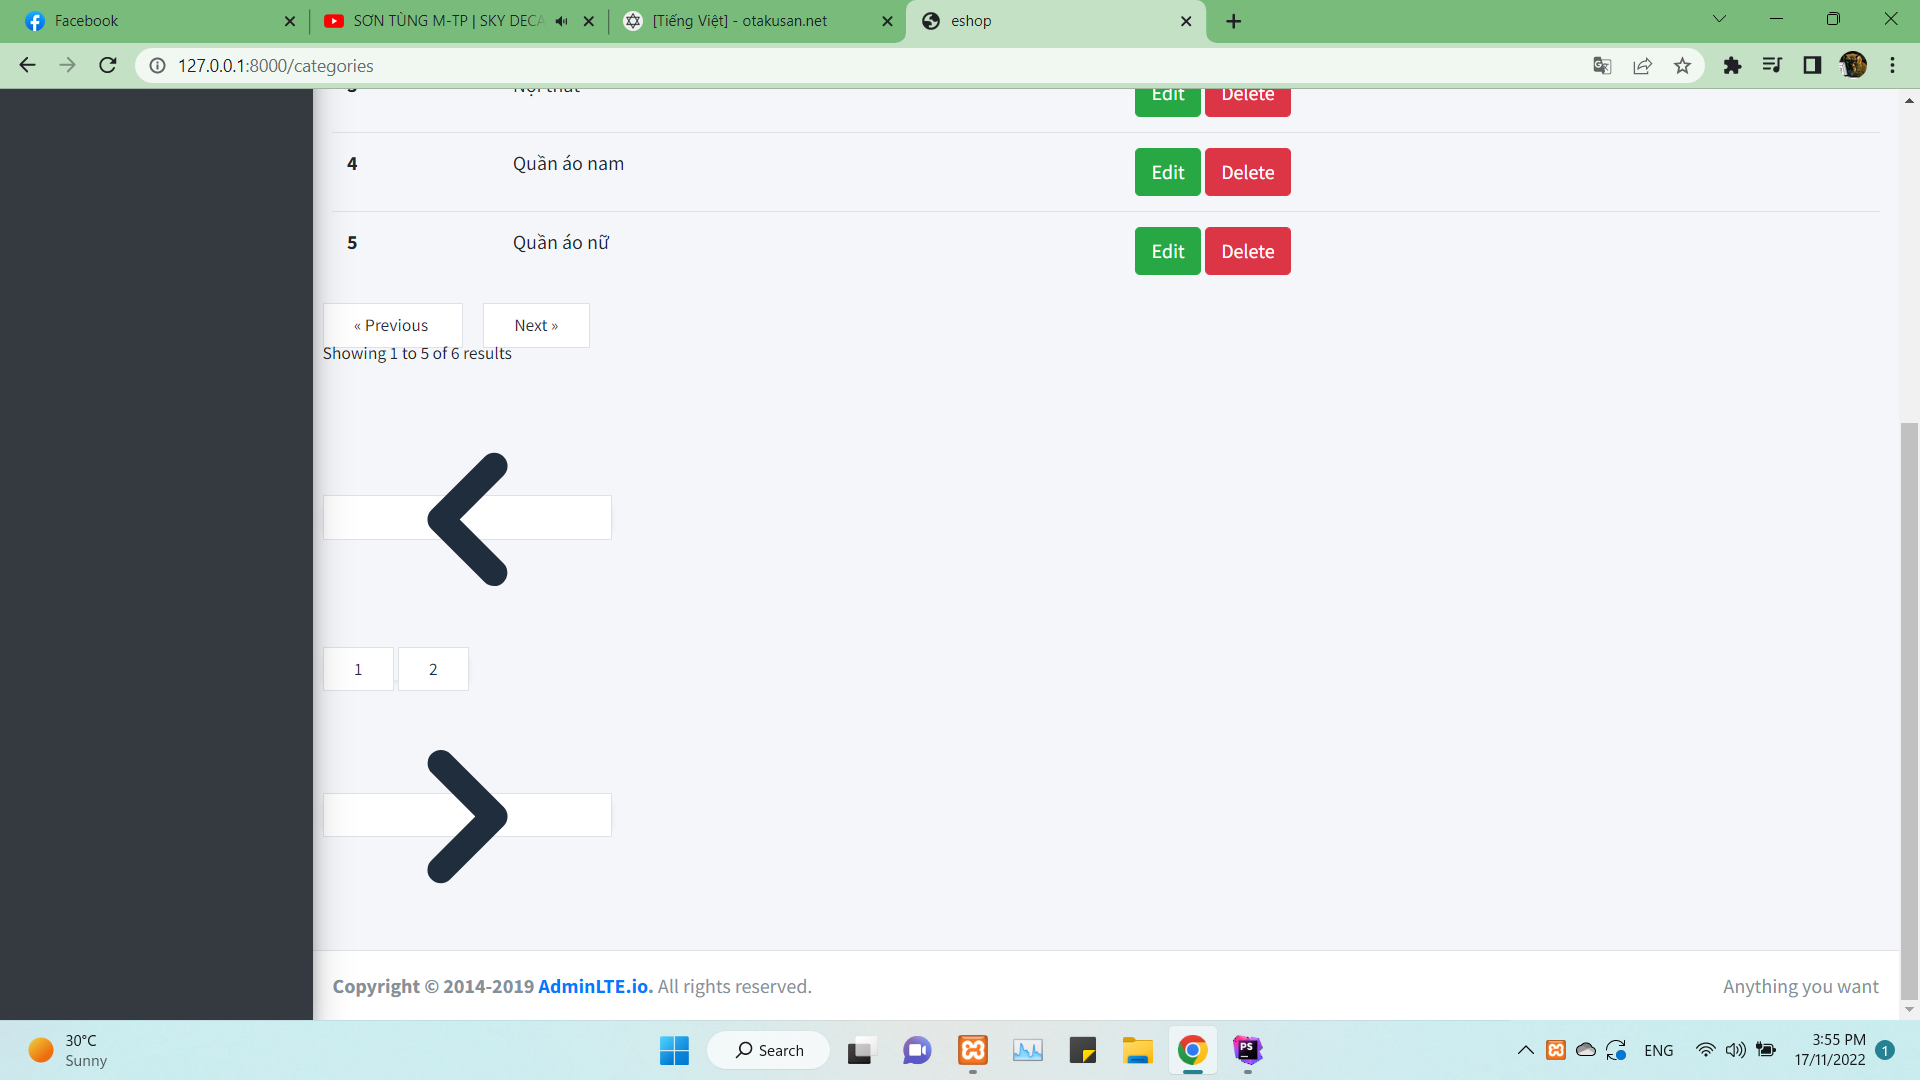 Facebook
SƠN TÙNG M-TP | SKY DECA
[Tiếng Việt] - otakusan.net
eshop
127.0.0.1:8000/categories
Edit Delete
4 Quần áo nam Edit Delete
5 Quần áo nữ Edit Delete
« Previous Next »
Showing 1 to 5 of 6 results
1 2
Copyright © 2014-2019 AdminLTE.io. All rights reserved. Anything you want
30°C
Sunny
Search
PS
ENG
3:55 PM
17/11/2022
1